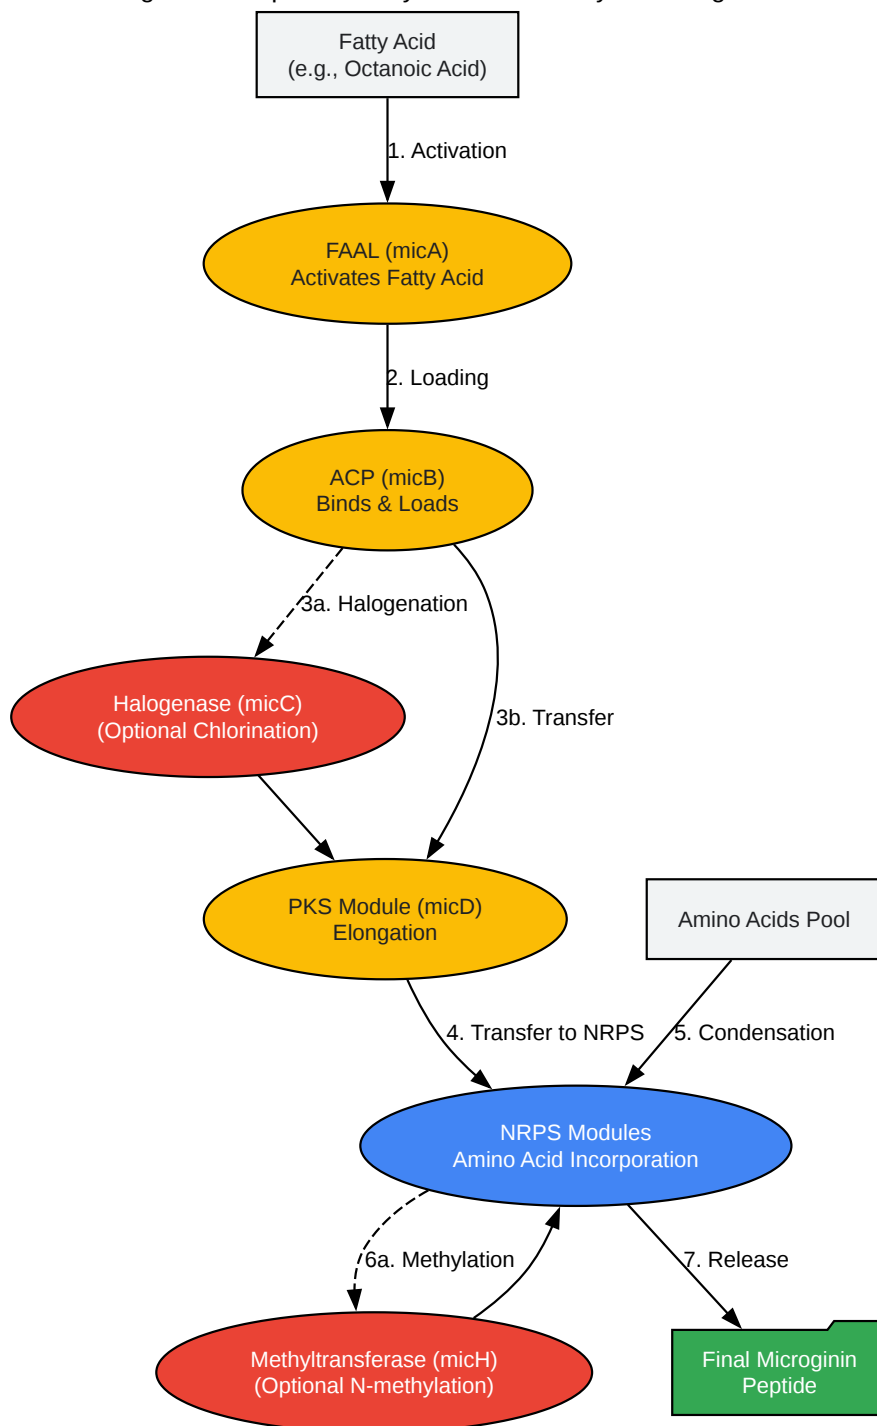 Fatty Acid
(e.g., Octanoic Acid)
1. Activation
FAAL (micA)
Activates Fatty Acid
2. Loading
ACP (micB)
Binds & Loads
3a. Halogenation
Halogenase (micC)
(Optional Chlorination)
3b. Transfer
PKS Module (micD)
Elongation
Amino Acids Pool
4. Transfer to NRPS
5. Condensation
NRPS Modules
Amino Acid Incorporation
6a. Methylation
7. Release
Methyltransferase (micH)
(Optional N-methylation)
Final Microginin
Peptide